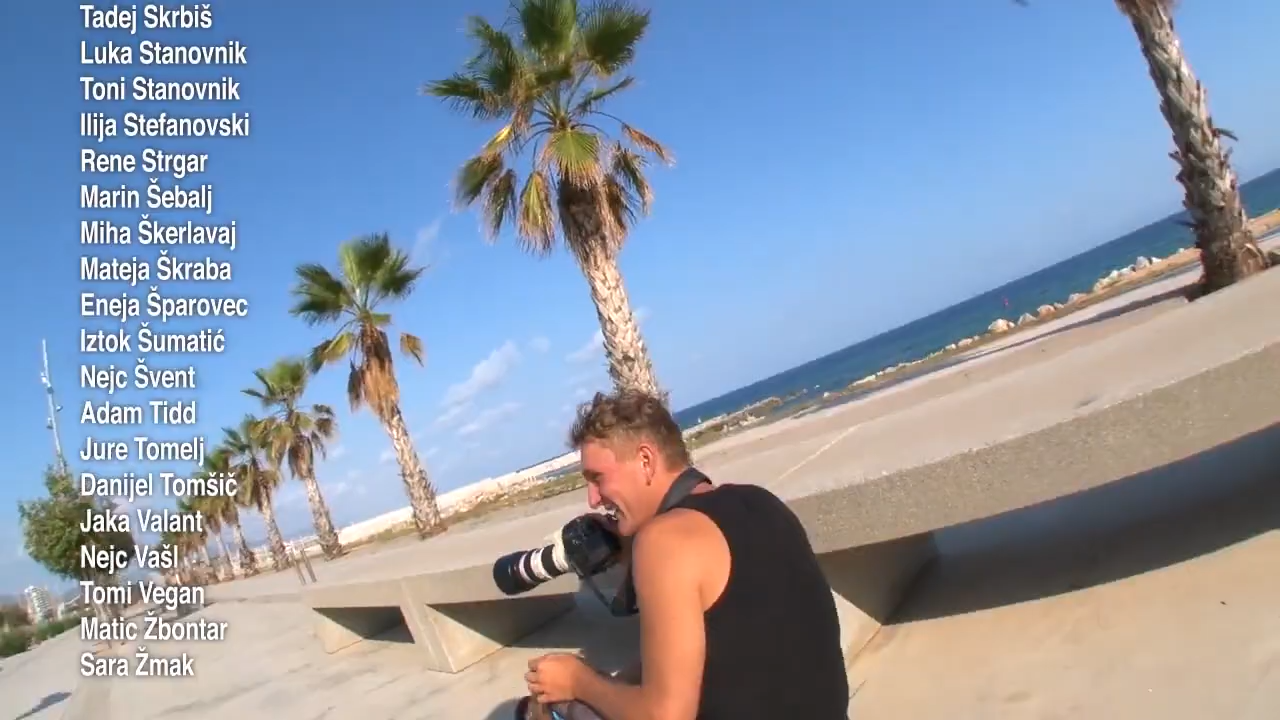 Tadej Skrbiš
Luka Stanovnik
Toni Stanovnik
Ilija Stefanovski
Rene Strgar
Marin Šebalj
Miha Škerlavaj
Mateja Škraba
Eneja Šparovec
Iztok Šumatić
Nejc Švent
Adam Tidd
Jure Tomelj
Danijel Tomšič
Jaka Valant
Nejc Vašl
Tomi Vegan
Matic Žbontar
Sara Žmak